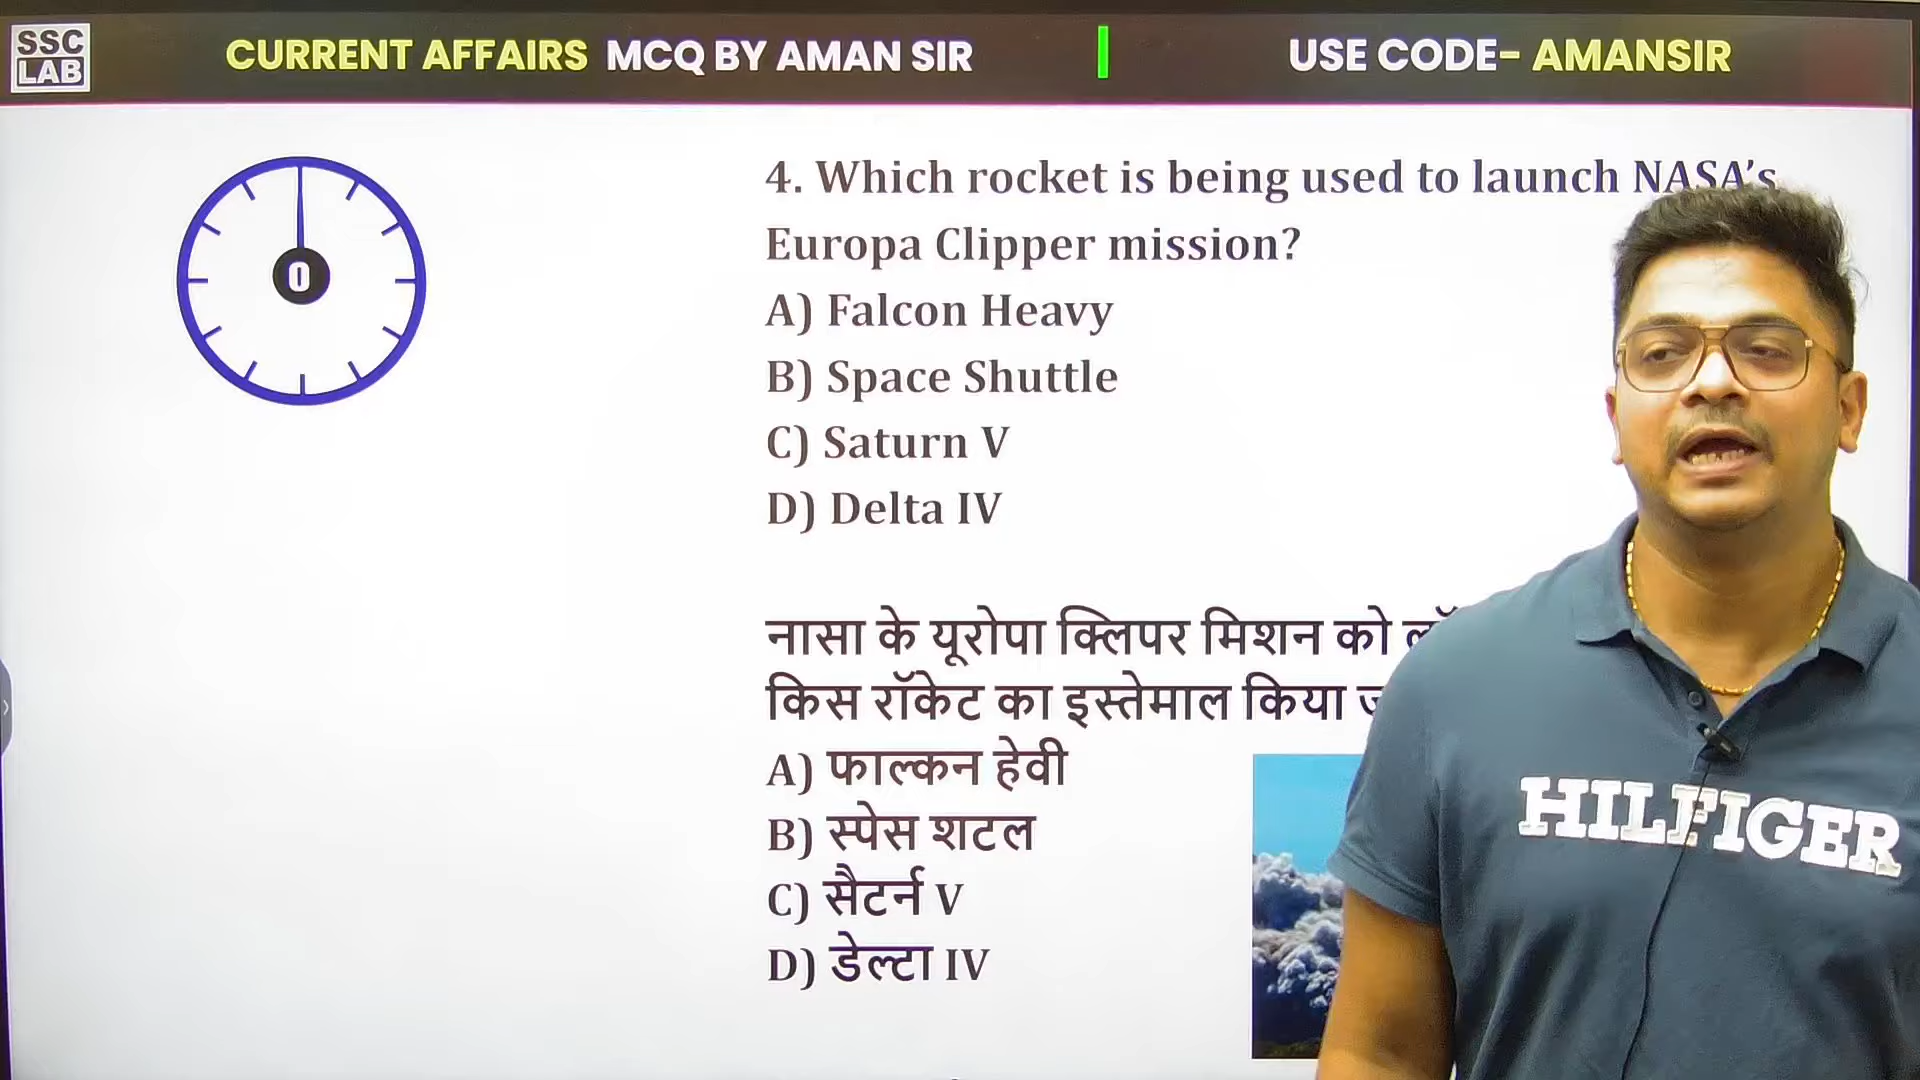 SSC
LAB
CURRENT AFFAIRS MCQ BY AMAN SIR
USE CODE- AMANSIR
0
4. Which rocket is being used to launch NASA's
Europa Clipper mission?
A) Falcon Heavy
B) Space Shuttle
C) Saturn V
D) Delta IV
नासा के यूरोपा क्लिपर मिशन को
किस रॉकेट का इस्तेमाल किया
A) फाल्कन हेवी
B) स्पेस शटल
C) सैटर्न V
D) डेल्टा IV
HILFIGER